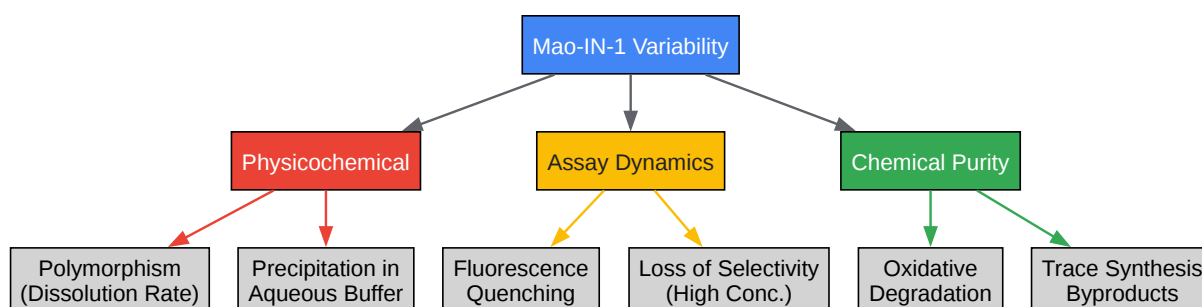 Mao-IN-1 Variability
Physicochemical
Assay Dynamics
Chemical Purity
Polymorphism
(Dissolution Rate)
Precipitation in
Aqueous Buffer
Fluorescence
Quenching
Loss of Selectivity
(High Conc.)
Oxidative
Degradation
Trace Synthesis
Byproducts